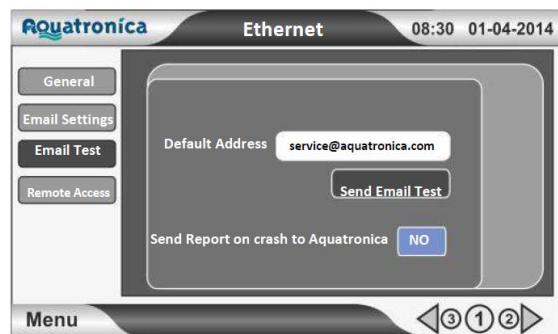 Aquatronica Ethernet 08:30 01-04-2014
General
Email Settings
Email Test
Remote Access
Default Address service@aquatronica.com
Send Email Test
Send Report on crash to Aquatronica NO
Menu 3 1 2